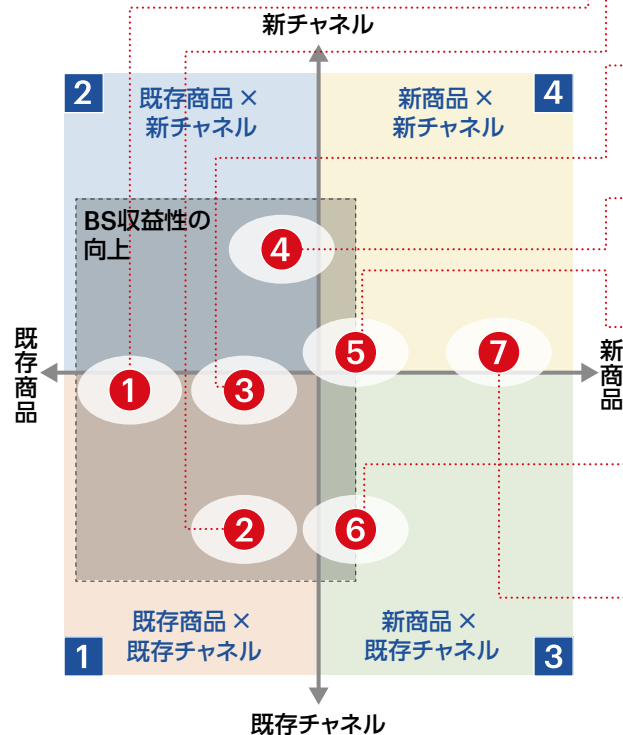 新チャネル
2
既存商品 ×
新チャネル
新商品 ×
新チャネル
4
BS収益性の
向上
4
5
7
既存商品
新商品
1
3
2
6
既存商品 ×
既存チャネル
1
新商品 ×
既存チャネル
3
既存チャネル